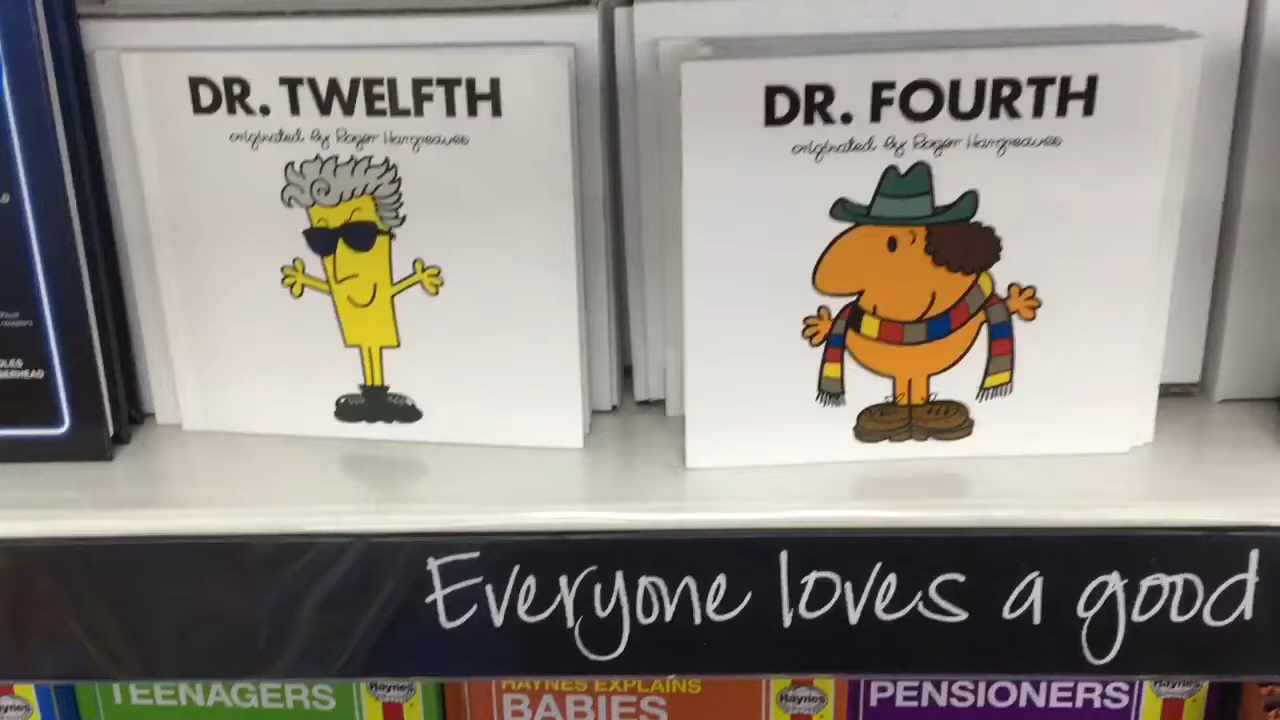 DR. TWELFTH
originated by Roger Hargreaves
DR. FOURTH
originated by Roger Hargreaves
Everyone loves a good
TEENAGERS
Haynes
HAYNES EXPLAINS
BABIES
Haynes
PENSIONERS
Haynes